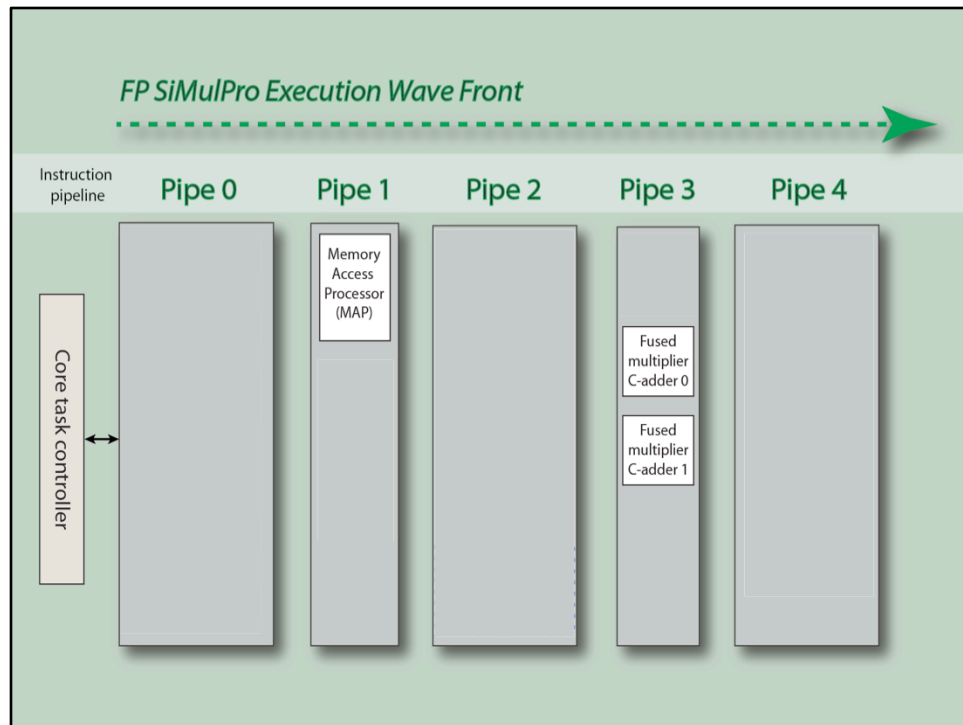 FP SiMulPro Execution Wave Front
Instruction
pipeline
Pipe 0
Pipe 1
Pipe 2
Pipe 3
Pipe 4
Memory
Access
Processor
(MAP)
Core task controller
Fused
multiplier
C-adder 0
Fused
multiplier
C-adder 1